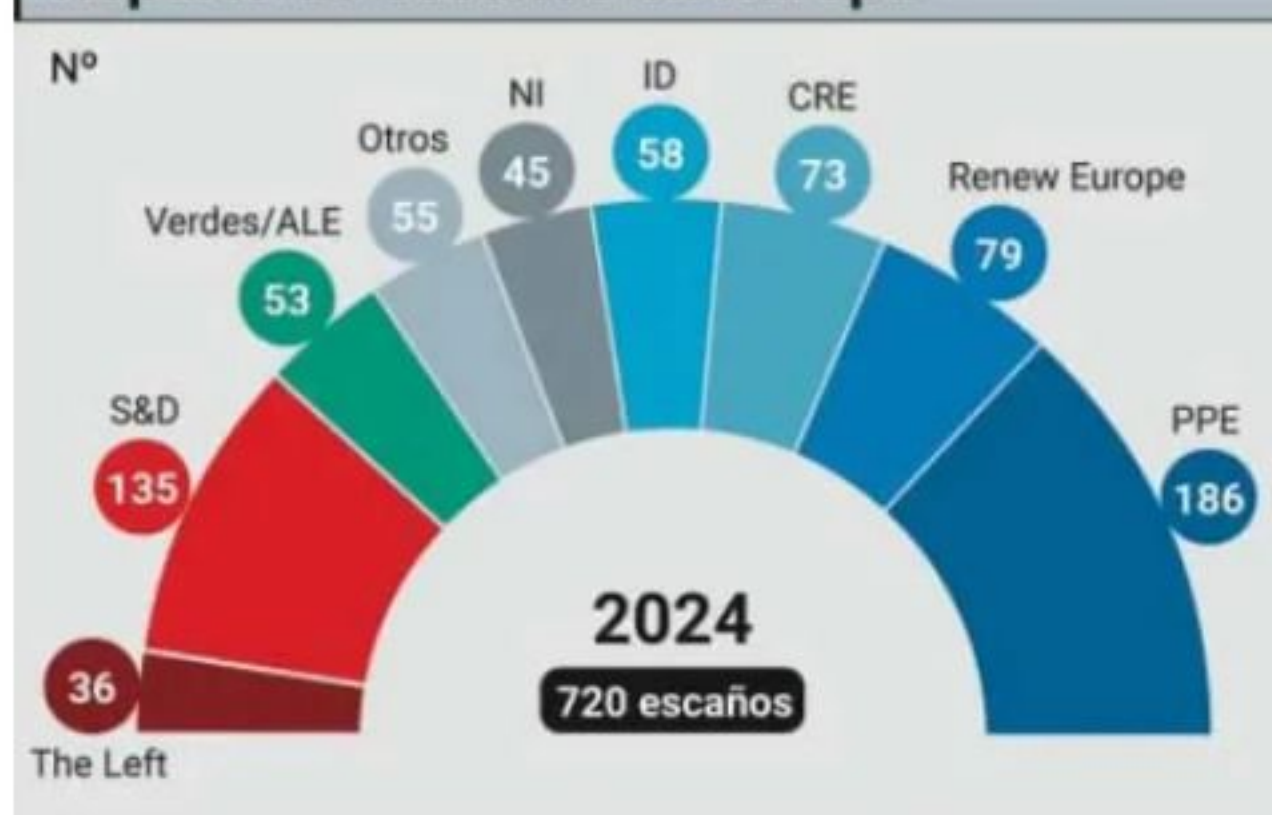 Nº
ID
58
NI
45
CRE
73
Otros
55
Renew Europe
79
Verdes/ALE
53
S&D
135
PPE
186
2024
720 escaños
36
The Left